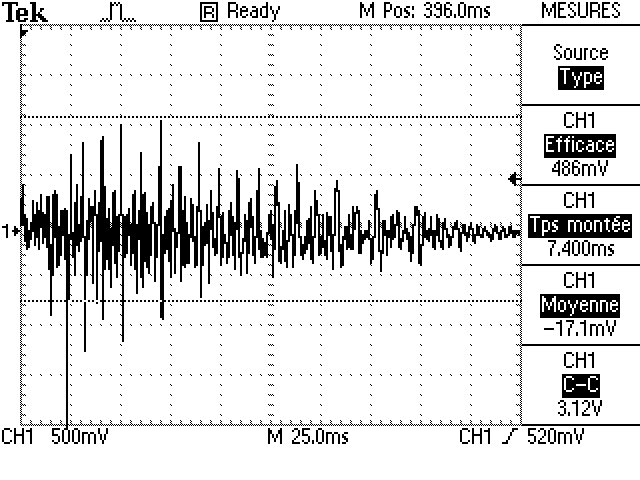 Tek R Ready M Pos: 396.0ms MESURES
Source
Type
CH1
Efficace
486mV
CH1
Tps montée
7.400ms
CH1
Moyenne
-17.1mV
CH1
C-C
3.12V
1
CH1 500mV M 25.0ms CH1 520mV